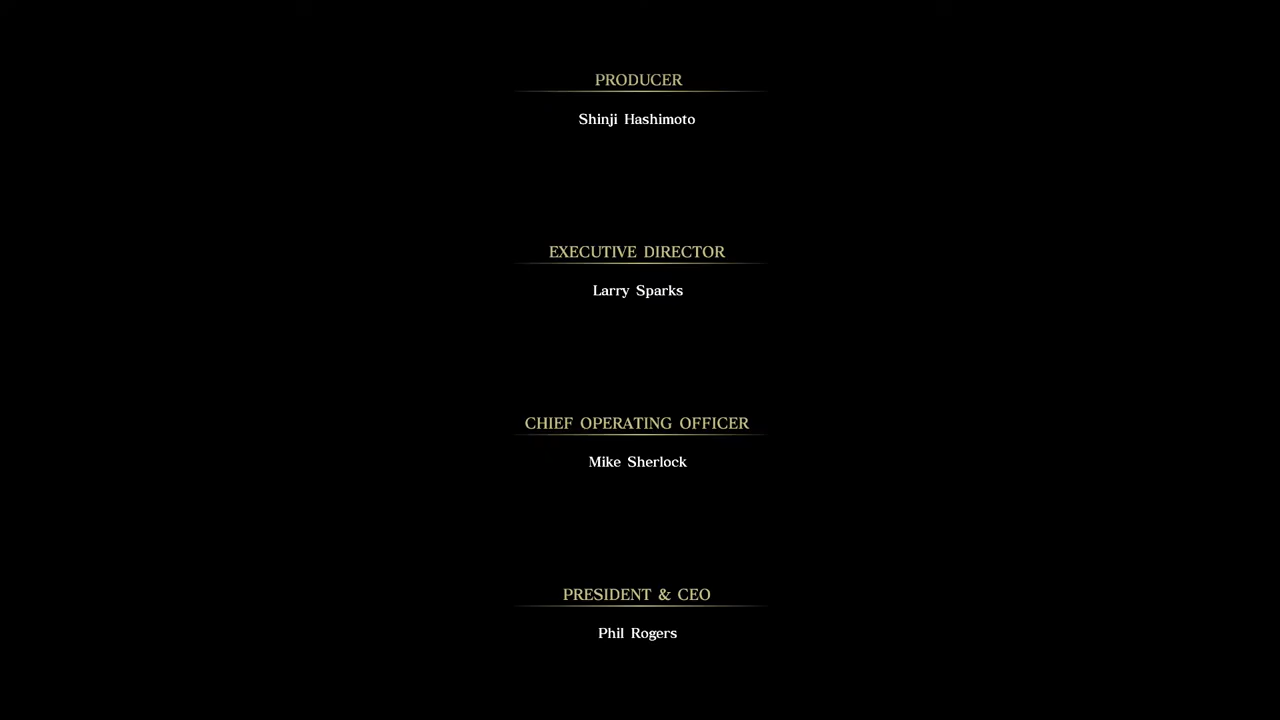 PRODUCER
Shinji Hashimoto
EXECUTIVE DIRECTOR
Larry Sparks
CHIEF OPERATING OFFICER
Mike Sherlock
PRESIDENT & CEO
Phil Rogers